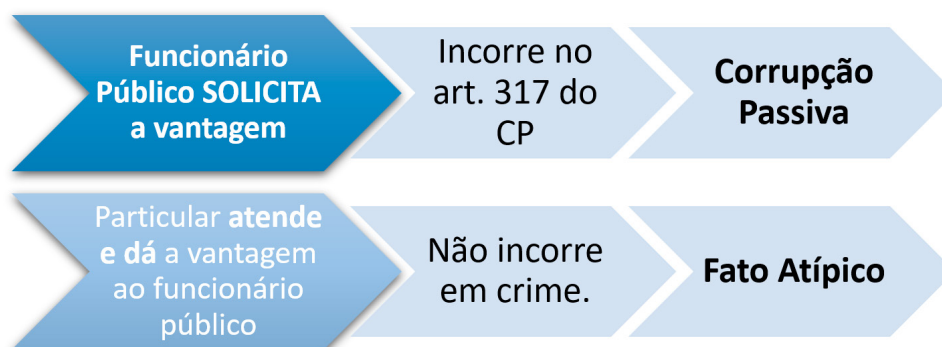 Funcionário
Público SOLICITA
a vantagem
Incorre no
art. 317 do
CP
Corrupção
Passiva
Particular atende
e dá a vantagem
ao funcionário
público
Não incorre
em crime.
Fato Atípico